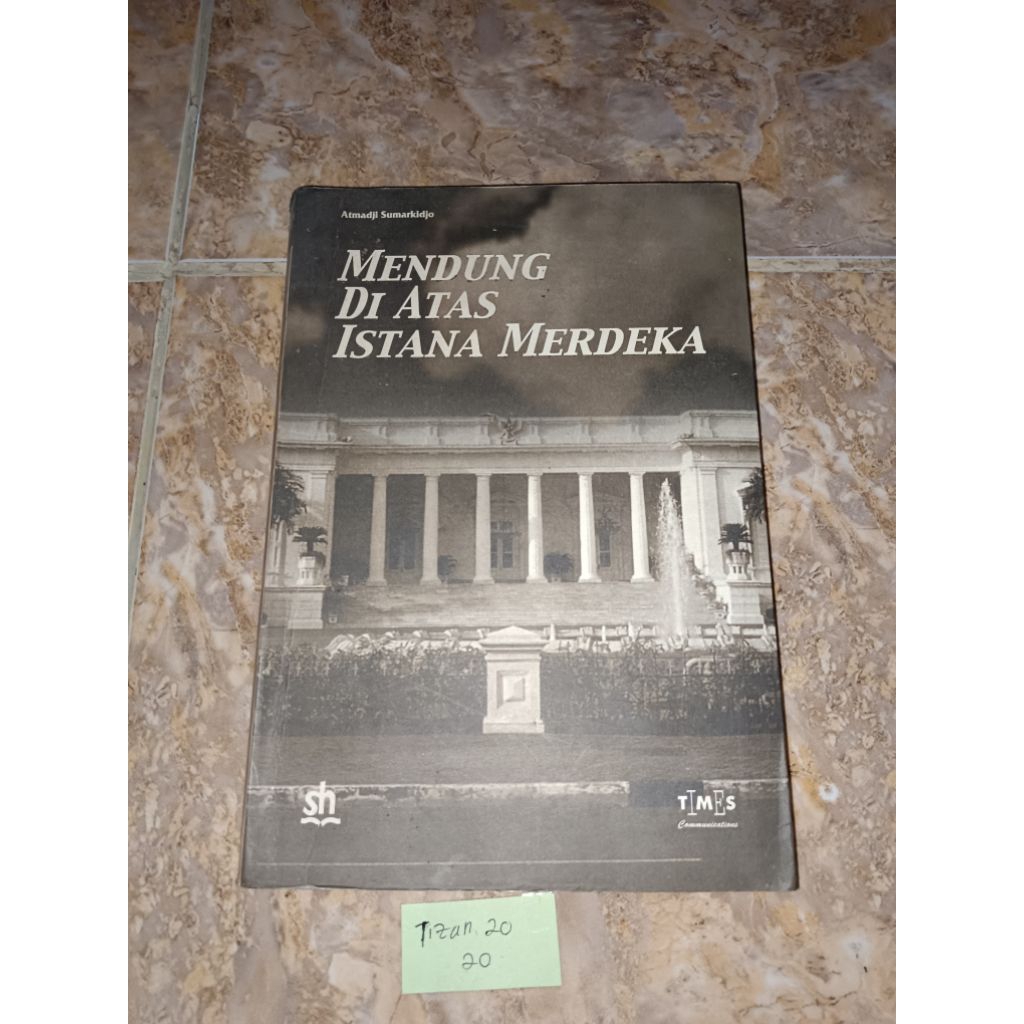 Atmadji Sumarkidjo
MENDUNG
DI ATAS
ISTANA MERDEKA
sh
TIMES
Communications
Tizan 20
20